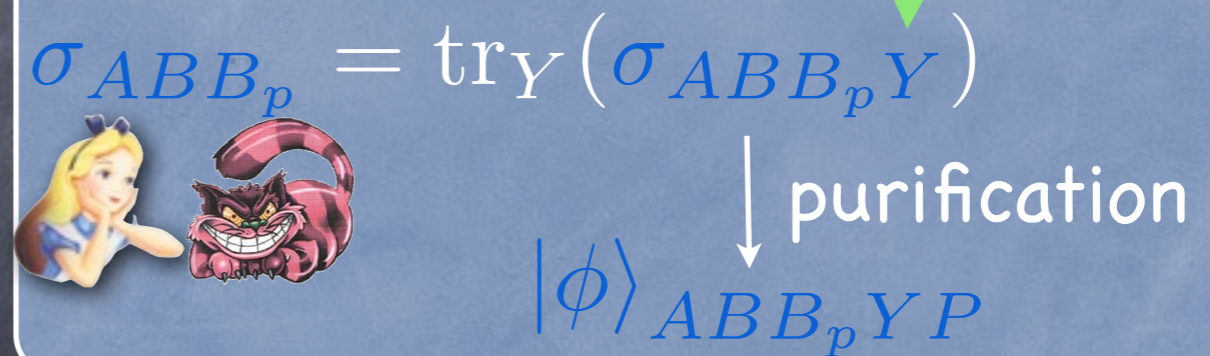 σ_{ABB_p} = tr_Y(σ_{ABB_pY})
purification
|ϕ⟩_{ABB_pYP}